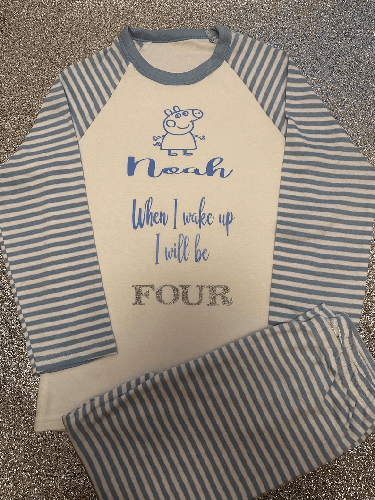 Noah
When I wake up
I will be
FOUR